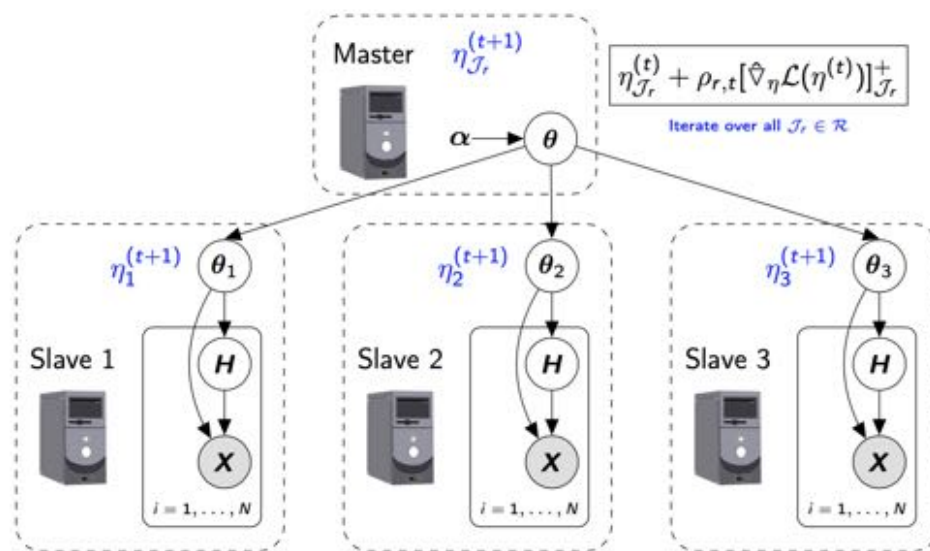 Master
η_{𝒥_r}^{(t+1)}
η_{𝒥_r}^{(t)} + ρ_{r,t}[∇̂_η ℒ(η^{(t)})]_{𝒥_r}^+
Iterate over all 𝒥_r ∈ ℛ
α θ
η_1^{(t+1)} θ_1
η_2^{(t+1)} θ_2
η_3^{(t+1)} θ_3
Slave 1 H
Slave 2 H
Slave 3 H
X
X
X
i = 1, . . . , N
i = 1, . . . , N
i = 1, . . . , N